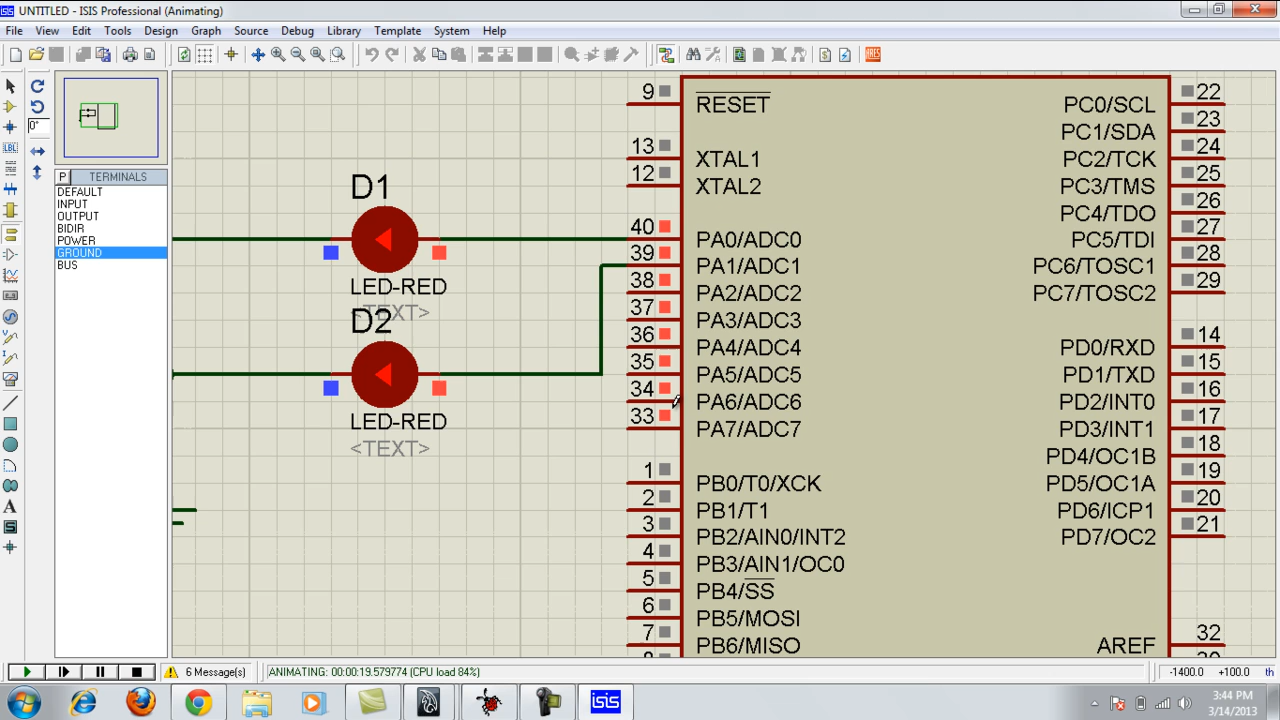 UNTITLED - ISIS Professional (Animating)
File View Edit Tools Design Graph Source Debug Library Template System Help
P TERMINALS
DEFAULT
INPUT
OUTPUT
BIDIR
POWER
GROUND
BUS
0°
LBL
A
S
ARES
D1
LED-RED
<TEXT>
D2
LED-RED
<TEXT>
9 RESET
13 XTAL1
12 XTAL2
40 PA0/ADC0
39 PA1/ADC1
38 PA2/ADC2
37 PA3/ADC3
36 PA4/ADC4
35 PA5/ADC5
34 PA6/ADC6
33 PA7/ADC7
1 PB0/T0/XCK
2 PB1/T1
3 PB2/AIN0/INT2
4 PB3/AIN1/OC0
5 PB4/SS
6 PB5/MOSI
7 PB6/MISO
PC0/SCL 22
PC1/SDA 23
PC2/TCK 24
PC3/TMS 25
PC4/TDO 26
PC5/TDI 27
PC6/TOSC1 28
PC7/TOSC2 29
PD0/RXD 14
PD1/TXD 15
PD2/INT0 16
PD3/INT1 17
PD4/OC1B 18
PD5/OC1A 19
PD6/ICP1 20
PD7/OC2 21
AREF 32
6 Message(s)
ANIMATING: 00:00:19.579774 (CPU load 84%)
-1400.0 +100.0 th
isis
3:44 PM
3/14/2013